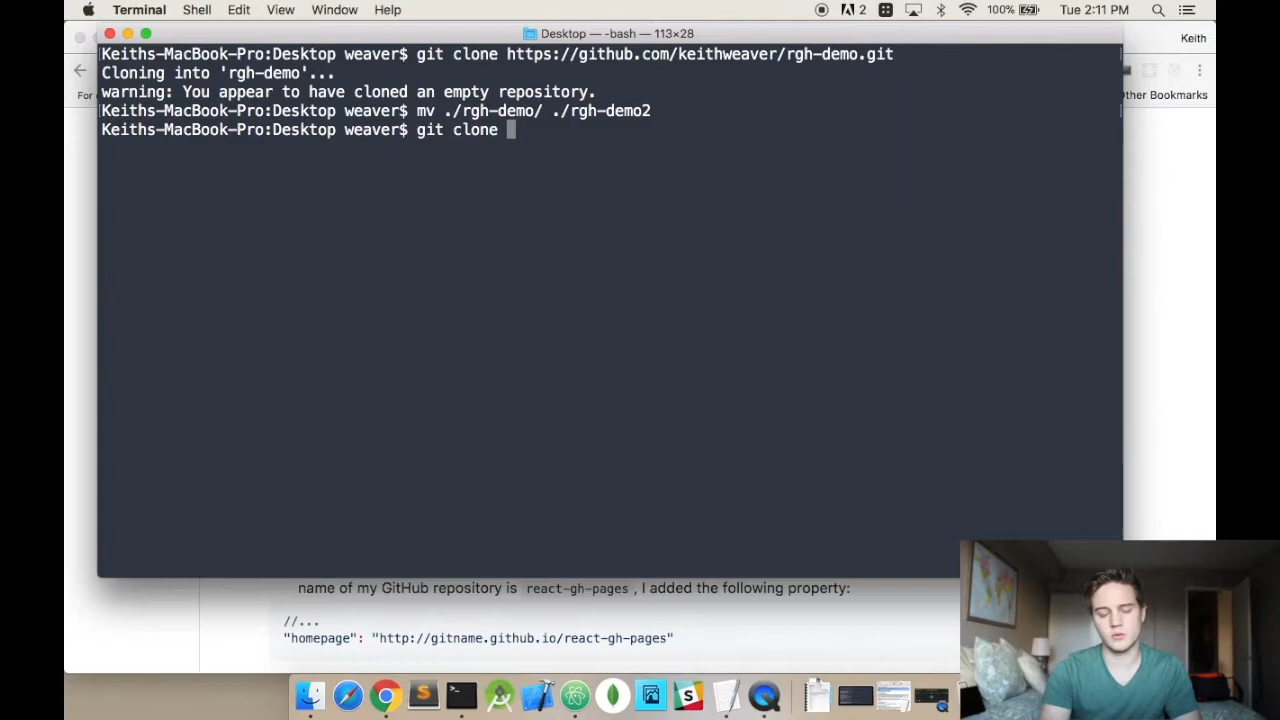 Terminal Shell Edit View Window Help 2 100% Tue 2:11 PM
Desktop — -bash — 113×28
Keith
Keiths-MacBook-Pro:Desktop weaver$ git clone https://github.com/keithweaver/rgh-demo.git
Cloning into 'rgh-demo'...
warning: You appear to have cloned an empty repository.
For
Other Bookmarks
Keiths-MacBook-Pro:Desktop weaver$ mv ./rgh-demo/ ./rgh-demo2
Keiths-MacBook-Pro:Desktop weaver$ git clone
name of my GitHub repository is react-gh-pages , I added the following property:
//...
"homepage": "http://gitname.github.io/react-gh-pages"